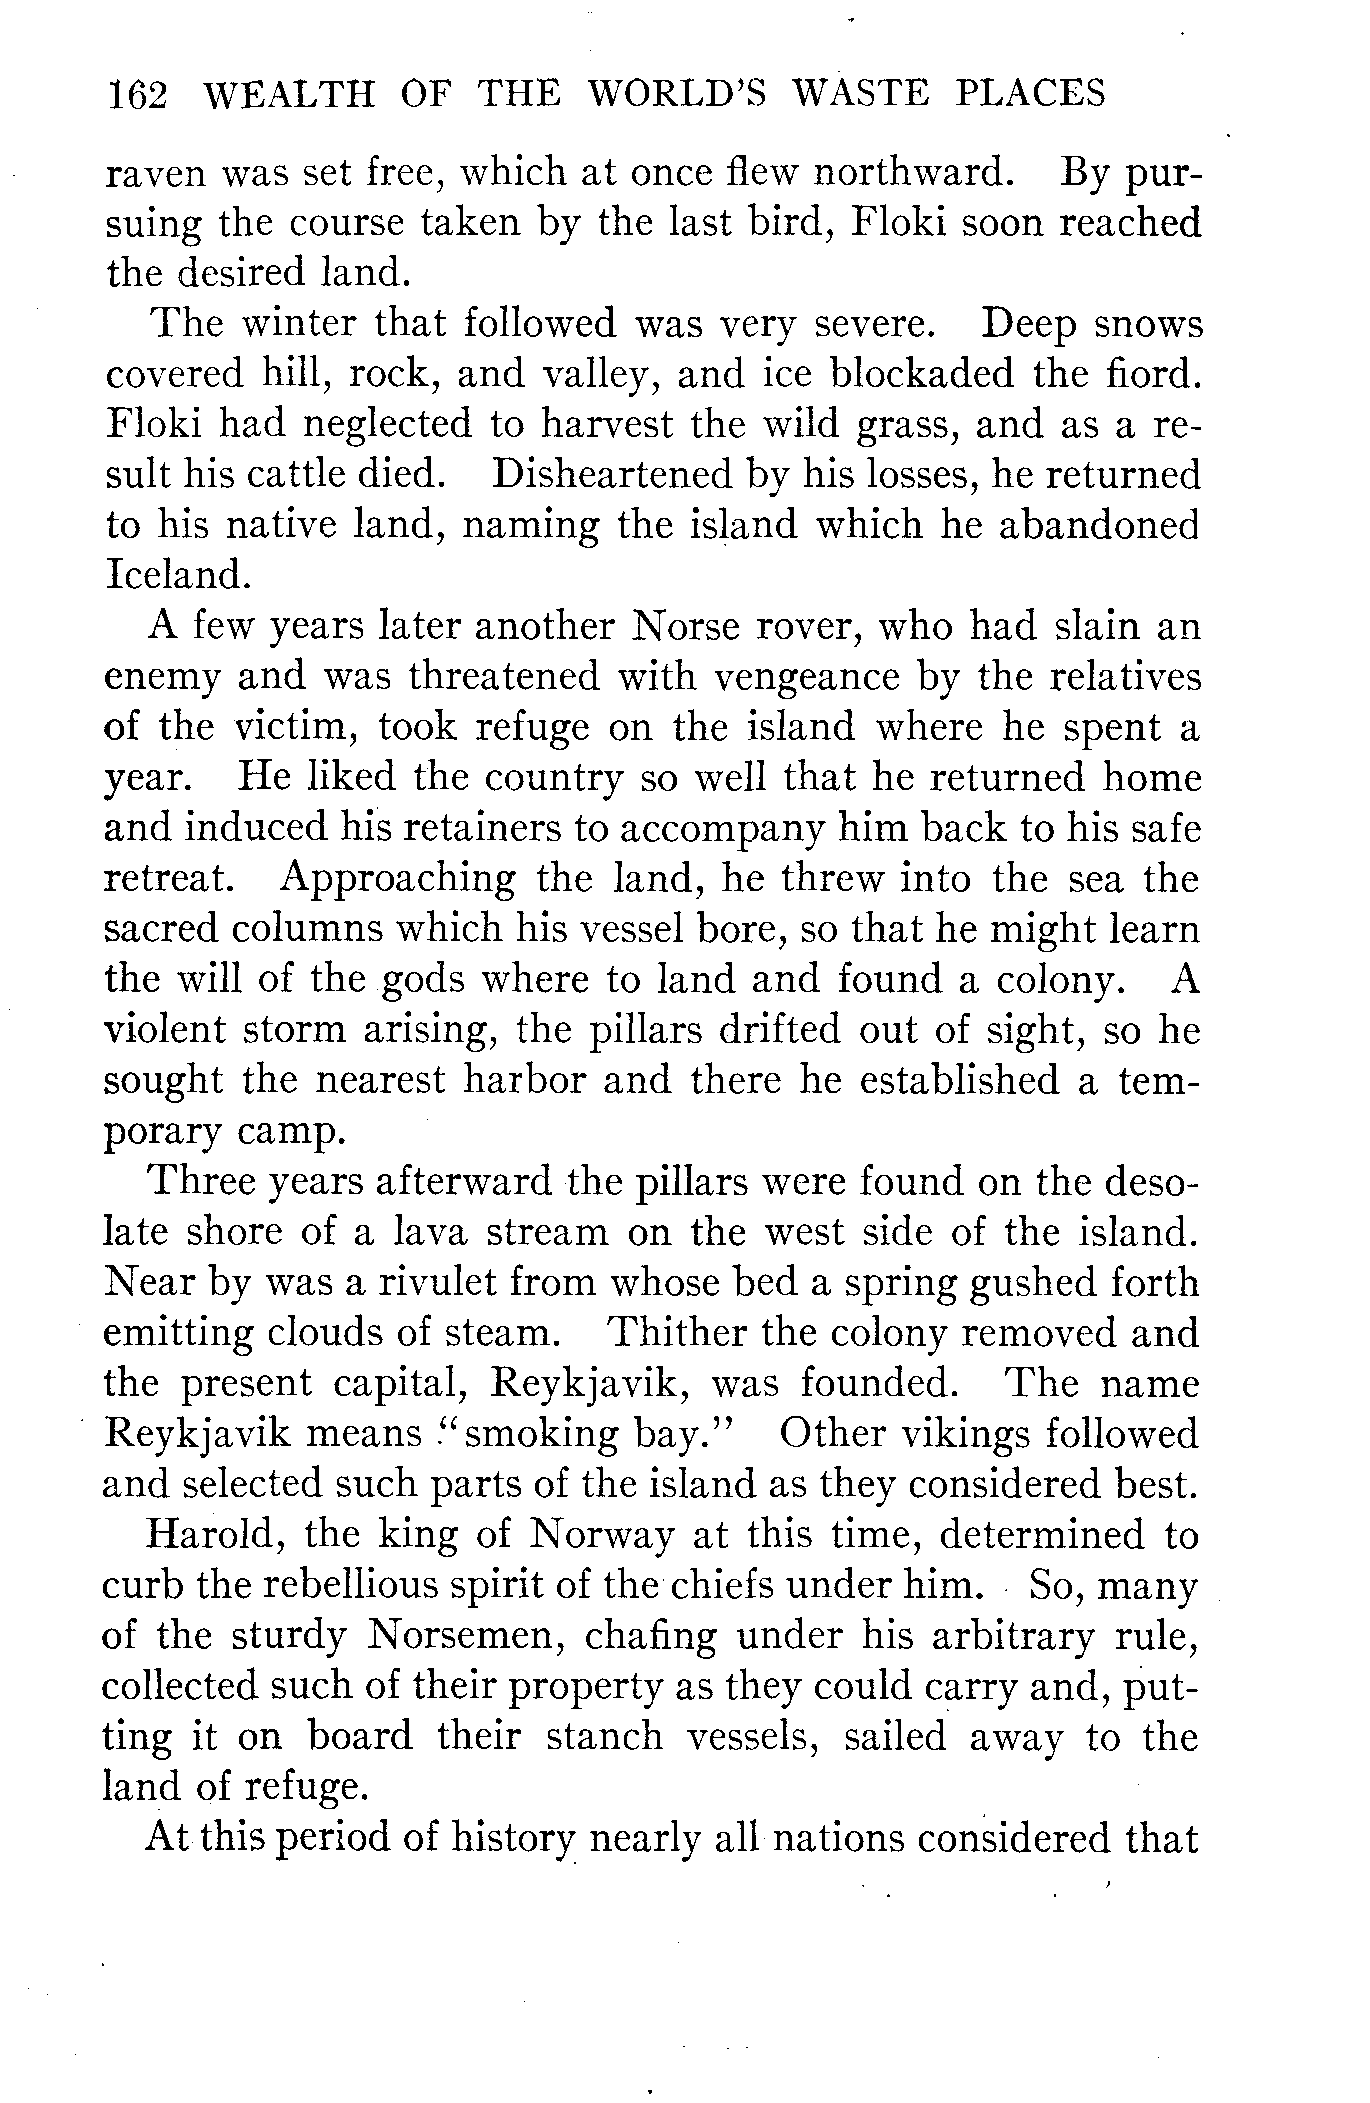 162 WEALTH OF THE WORLD'S WASTE PLACES
raven was set free, which at once flew northward. By pur-
suing the course taken by the last bird, Floki soon reached
the desired land.
The winter that followed was very severe. Deep snows
covered hill, rock, and valley, and ice blockaded the fiord.
Floki had neglected to harvest the wild grass, and as a re-
sult his cattle died. Disheartened by his losses, he returned
to his native land, naming the island which he abandoned
Iceland.
A few years later another Norse rover, who had slain an
enemy and was threatened with vengeance by the relatives
of the victim, took refuge on the island where he spent a
year. He liked the country so well that he returned home
and induced his retainers to accompany him back to his safe
retreat. Approaching the land, he threw into the sea the
sacred columns which his vessel bore, so that he might learn
the will of the gods where to land and found a colony. A
violent storm arising, the pillars drifted out of sight, so he
sought the nearest harbor and there he established a tem-
porary camp.
Three years afterward the pillars were found on the deso-
late shore of a lava stream on the west side of the island.
Near by was a rivulet from whose bed a spring gushed forth
emitting clouds of steam. Thither the colony removed and
the present capital, Reykjavik, was founded. The name
Reykjavik means "smoking bay." Other vikings followed
and selected such parts of the island as they considered best.
Harold, the king of Norway at this time, determined to
curb the rebellious spirit of the chiefs under him. So, many
of the sturdy Norsemen, chafing under his arbitrary rule,
collected such of their property as they could carry and, put-
ting it on board their stanch vessels, sailed away to the
land of refuge.
At this period of history nearly all nations considered that